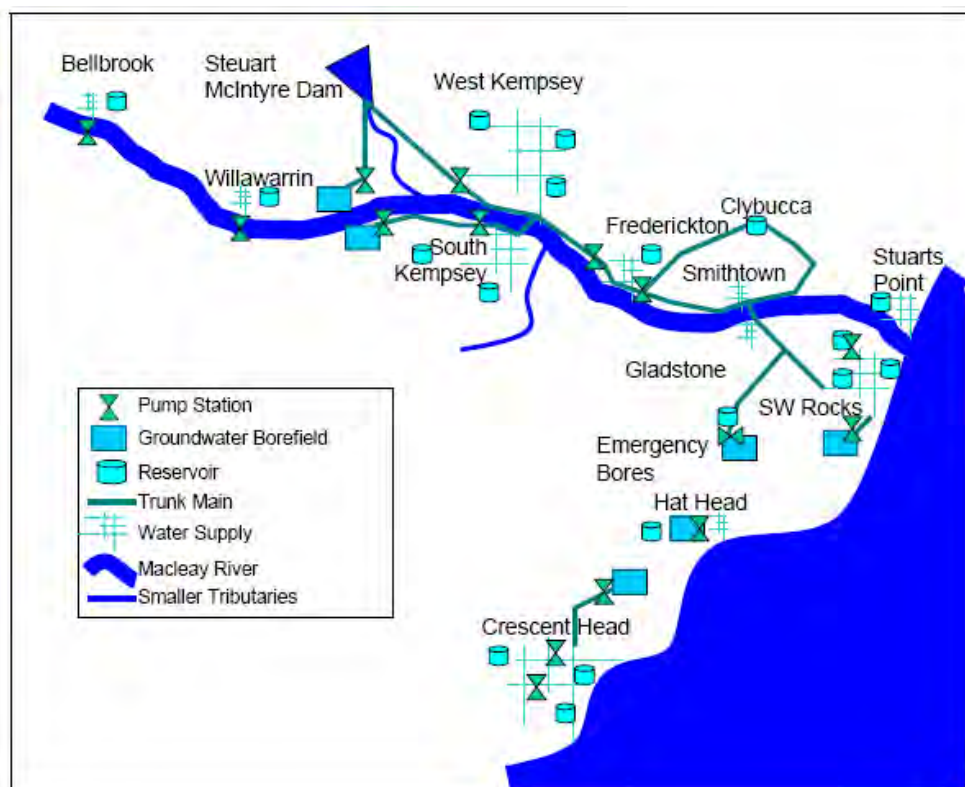 Bellbrook
Steuart
McIntyre Dam
West Kempsey
Willawarrin
South
Kempsey
Frederickton
Clybucca
Smithtown
Stuarts
Point
Gladstone
SW Rocks
Emergency
Bores
Hat Head
Crescent Head
Pump Station
Groundwater Borefield
Reservoir
Trunk Main
Water Supply
Macleay River
Smaller Tributaries